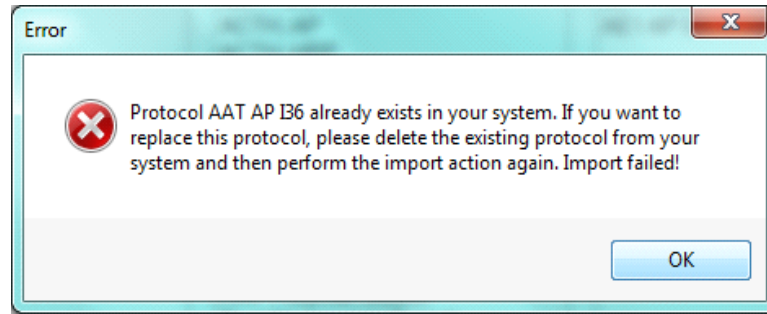 Error
Protocol AAT AP I36 already exists in your system. If you want to
replace this protocol, please delete the existing protocol from your
system and then perform the import action again. Import failed!
OK